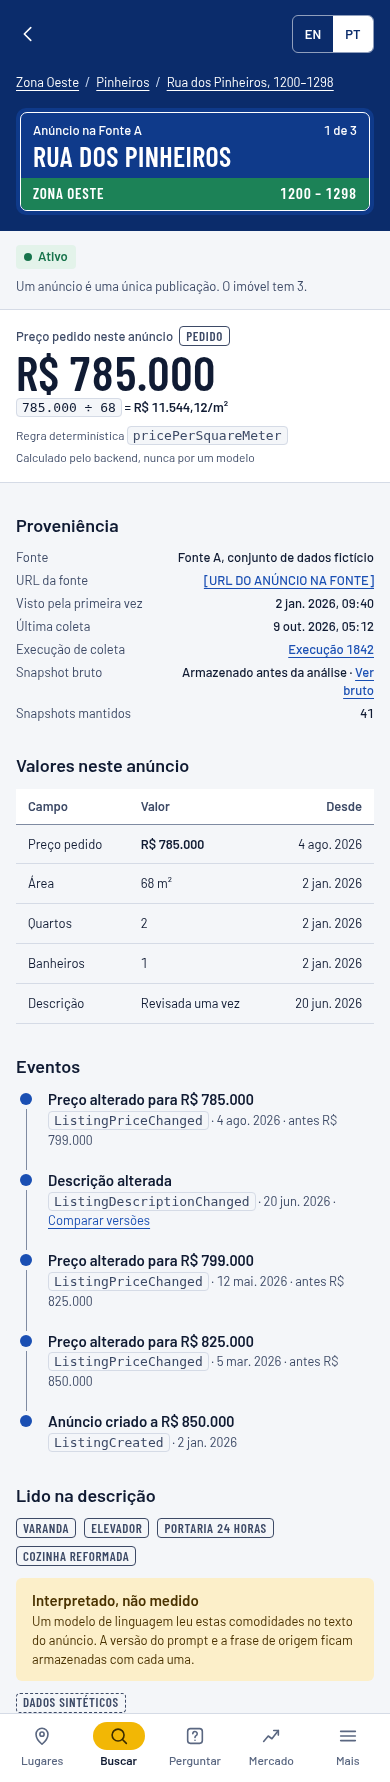 EN PT
Zona Oeste / Pinheiros / Rua dos Pinheiros, 1200–1298
Anúncio na Fonte A 1 de 3
RUA DOS PINHEIROS
ZONA OESTE 1200 – 1298
Ativo
Um anúncio é uma única publicação. O imóvel tem 3.
Preço pedido neste anúncio PEDIDO
R$ 785.000
785.000 ÷ 68 = R$ 11.544,12/m²
Regra determinística pricePerSquareMeter
Calculado pelo backend, nunca por um modelo
Proveniência
Fonte Fonte A, conjunto de dados fictício
URL da fonte [URL DO ANÚNCIO NA FONTE]
Visto pela primeira vez 2 jan. 2026, 09:40
Última coleta 9 out. 2026, 05:12
Execução de coleta Execução 1842
Snapshot bruto Armazenado antes da análise · Ver
bruto
Snapshots mantidos 41
Valores neste anúncio
Campo Valor Desde
Preço pedido R$ 785.000 4 ago. 2026
Área 68 m² 2 jan. 2026
Quartos 2 2 jan. 2026
Banheiros 1 2 jan. 2026
Descrição Revisada uma vez 20 jun. 2026
Eventos
Preço alterado para R$ 785.000
ListingPriceChanged · 4 ago. 2026 · antes R$
799.000
Descrição alterada
ListingDescriptionChanged · 20 jun. 2026 ·
Comparar versões
Preço alterado para R$ 799.000
ListingPriceChanged · 12 mai. 2026 · antes R$
825.000
Preço alterado para R$ 825.000
ListingPriceChanged · 5 mar. 2026 · antes R$
850.000
Anúncio criado a R$ 850.000
ListingCreated · 2 jan. 2026
Lido na descrição
VARANDA ELEVADOR PORTARIA 24 HORAS
COZINHA REFORMADA
Interpretado, não medido
Um modelo de linguagem leu estas comodidades no texto
do anúncio. A versão do prompt e a frase de origem ficam
armazenadas com cada uma.
DADOS SINTÉTICOS
Lugares Buscar Perguntar Mercado Mais